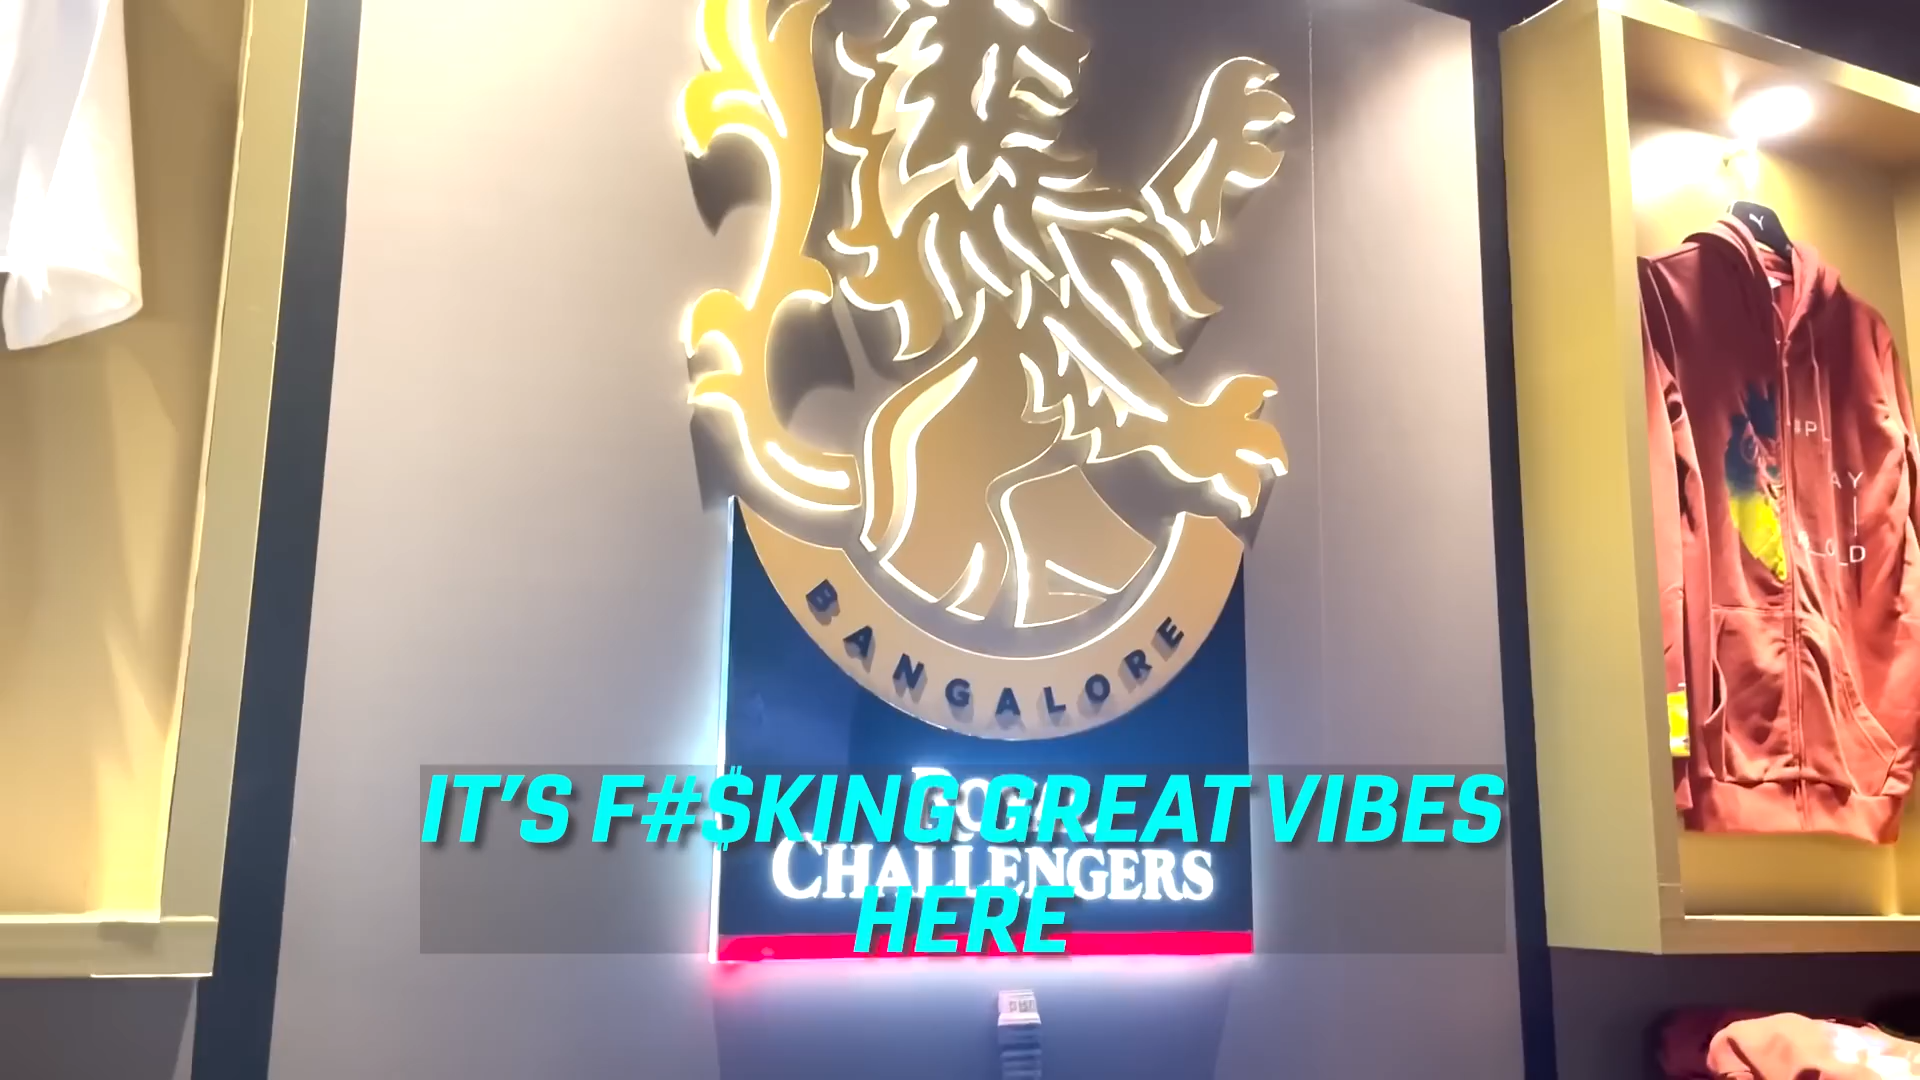 BANGALORE
IT'S F#$KING GREAT VIBES
HERE
CHALLENGERS